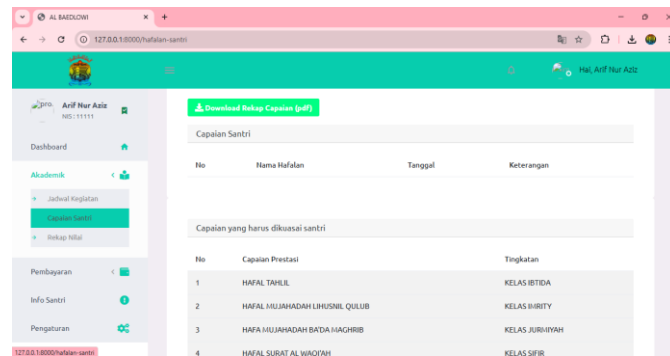 AL BAEDLOWI
127.0.0.1:8000/hafalan-santri
Hai, Arif Nur Aziz
Arif Nur Aziz
NIS : 11111
Dashboard
Akademik
Jadwal Kegiatan
Capaian Santri
Rekap Nilai
Pembayaran
Info Santri
Pengaturan
127.0.0.1:8000/hafalan-santri
Download Rekap Capaian (pdf)
Capaian Santri
No Nama Hafalan Tanggal Keterangan
Capaian yang harus dikuasai santri
No Capaian Prestasi Tingkatan
1 HAFAL TAHLIL KELAS IBTIDA
2 HAFAL MUJAHADAH LIHUSNIL QULUB KELAS IMRITY
3 HAFA MUJAHADAH BA'DA MAGHRIB KELAS JURMIYAH
4 HAFAL SURAT AL WAQI'AH KELAS SIFIR